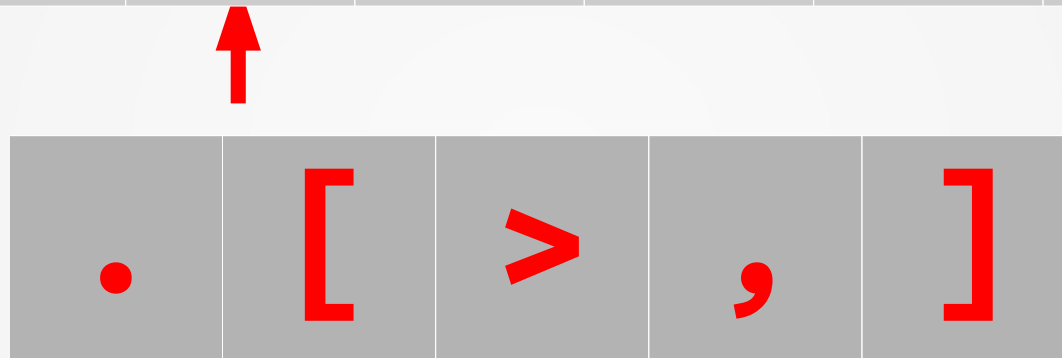 . [ > , ]